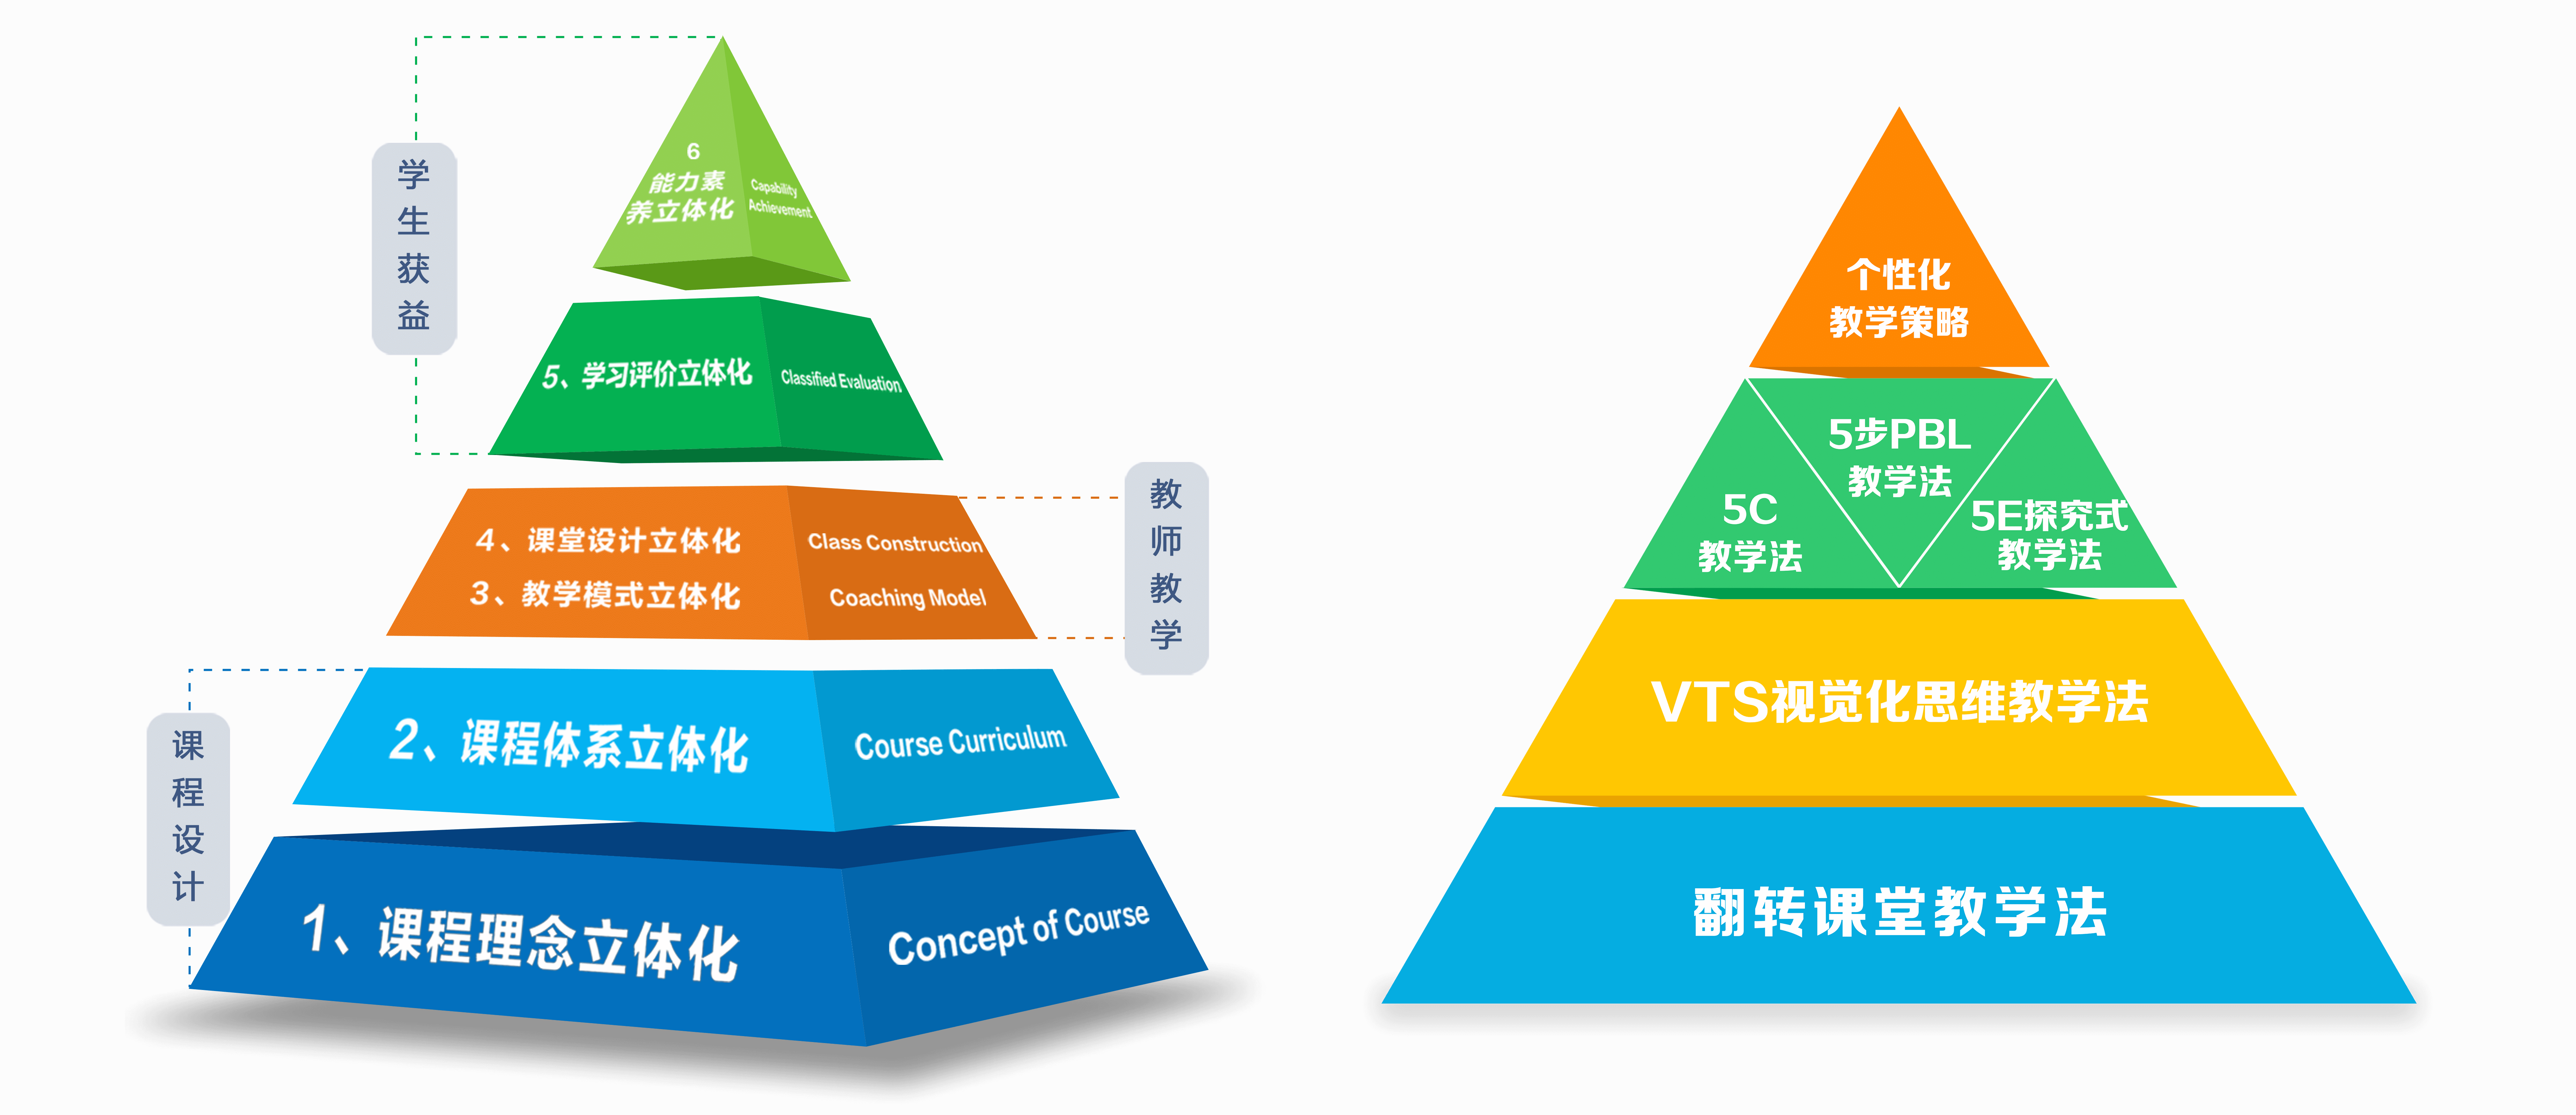 学生获益
6
能力素
养立体化
Capability
Achievement
5、学习评价立体化
Classified Evaluation
4、课堂设计立体化
Class Construction
3、教学模式立体化
Coaching Model
教师教学
课程设计
2、课程体系立体化
Course Curriculum
1、课程理念立体化
Concept of Course
个性化
教学策略
5步PBL
教学法
5C
教学法
5E探究式
教学法
VTS视觉化思维教学法
翻转课堂教学法